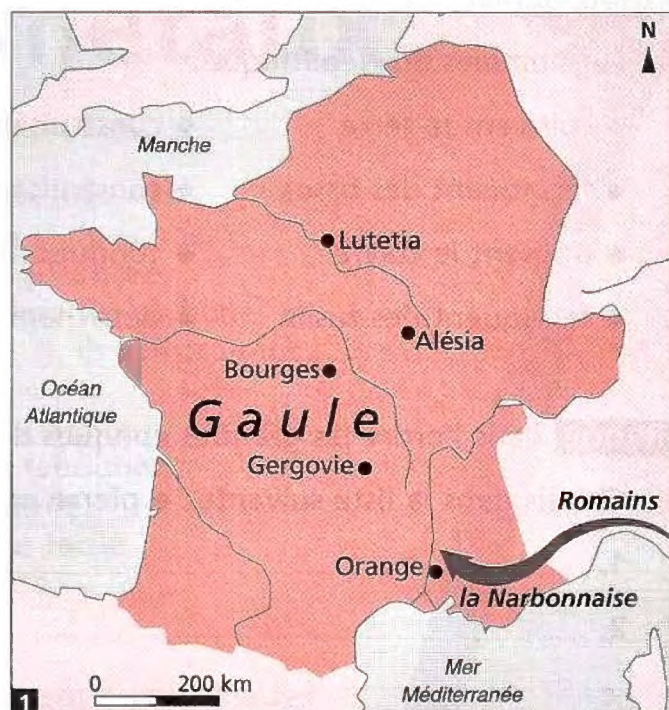 N
Manche
Lutetia
Alésia
Bourges
Océan
Atlantique
Gaule
Gergovie
Romains
Orange
la Narbonnaise
Mer
Méditerranée
1
0 200 km